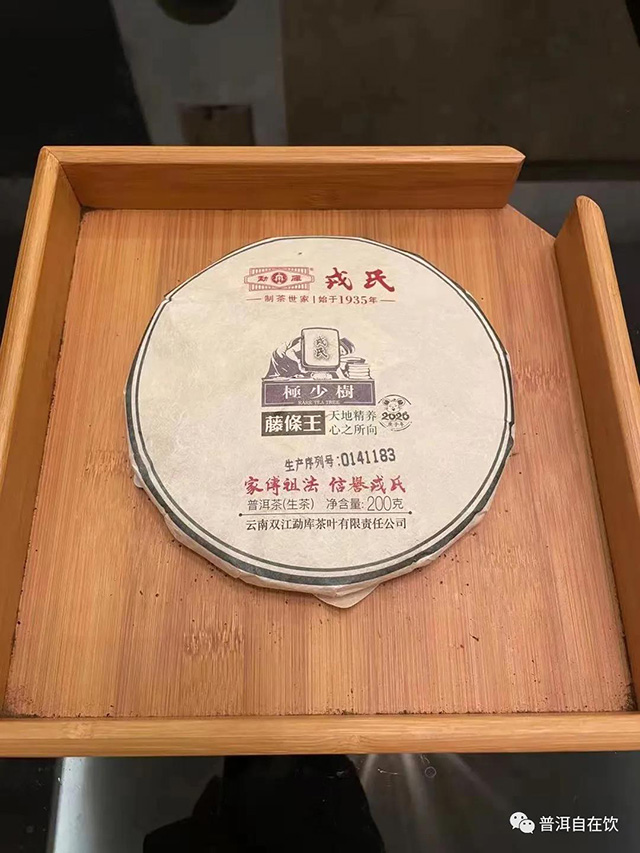 勐 库 戎氏
制茶世家 | 始于1935年
戎氏
極少樹
RARE TEA TREE
藤條王 天地精养
心之所向
2020
生产序列号:0141183
家传祖法 信誉戎氏
普洱茶(生茶) 净含量:200克
云南双江勐库茶叶有限责任公司
普洱自在饮